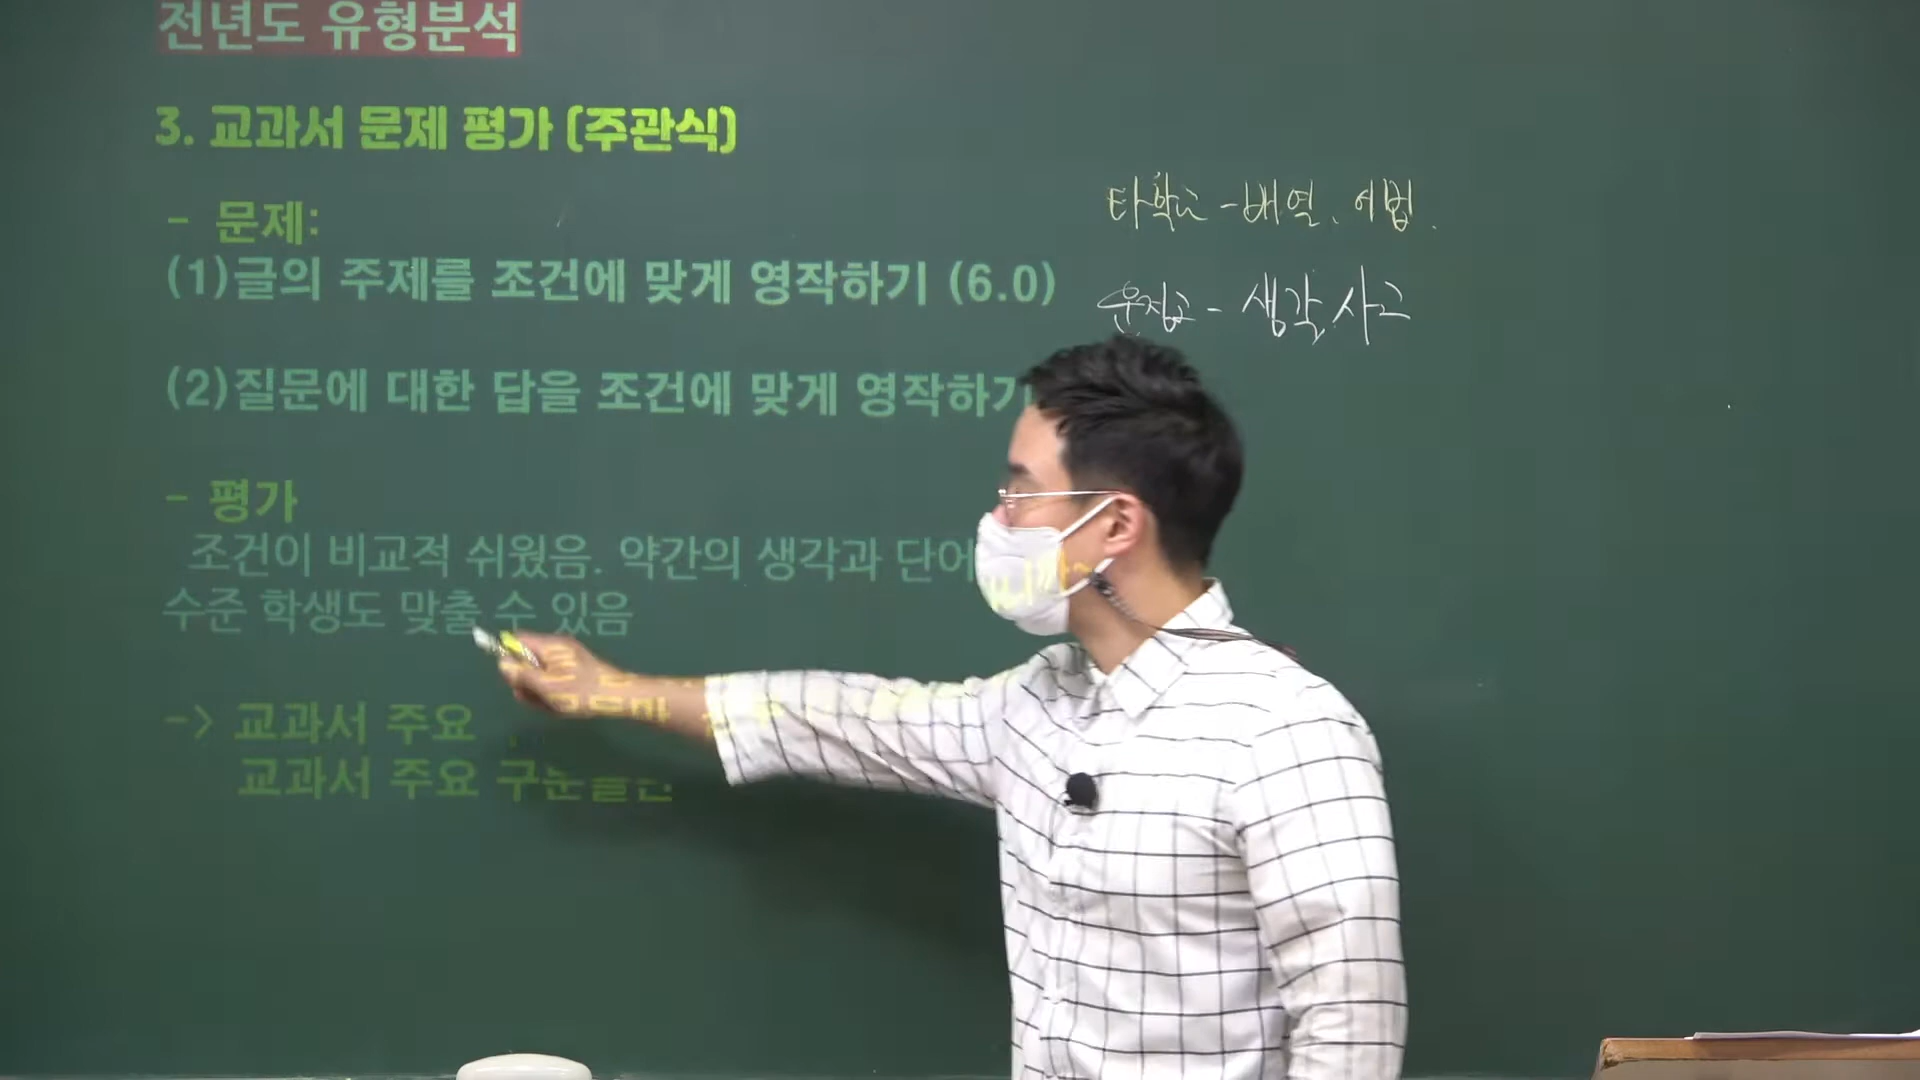 전년도 유형분석
3. 교과서 문제 평가 (주관식)
- 문제:
(1)글의 주제를 조건에 맞게 영작하기 (6.0)
(2)질문에 대한 답을 조건에 맞게 영작하기
- 평가
조건이 비교적 쉬웠음. 약간의 생각과 단어
수준 학생도 맞출 수 있음
-> 교과서 주요
교과서 주요
타학교 - 배열, 어법.
운정고 - 생각, 사고